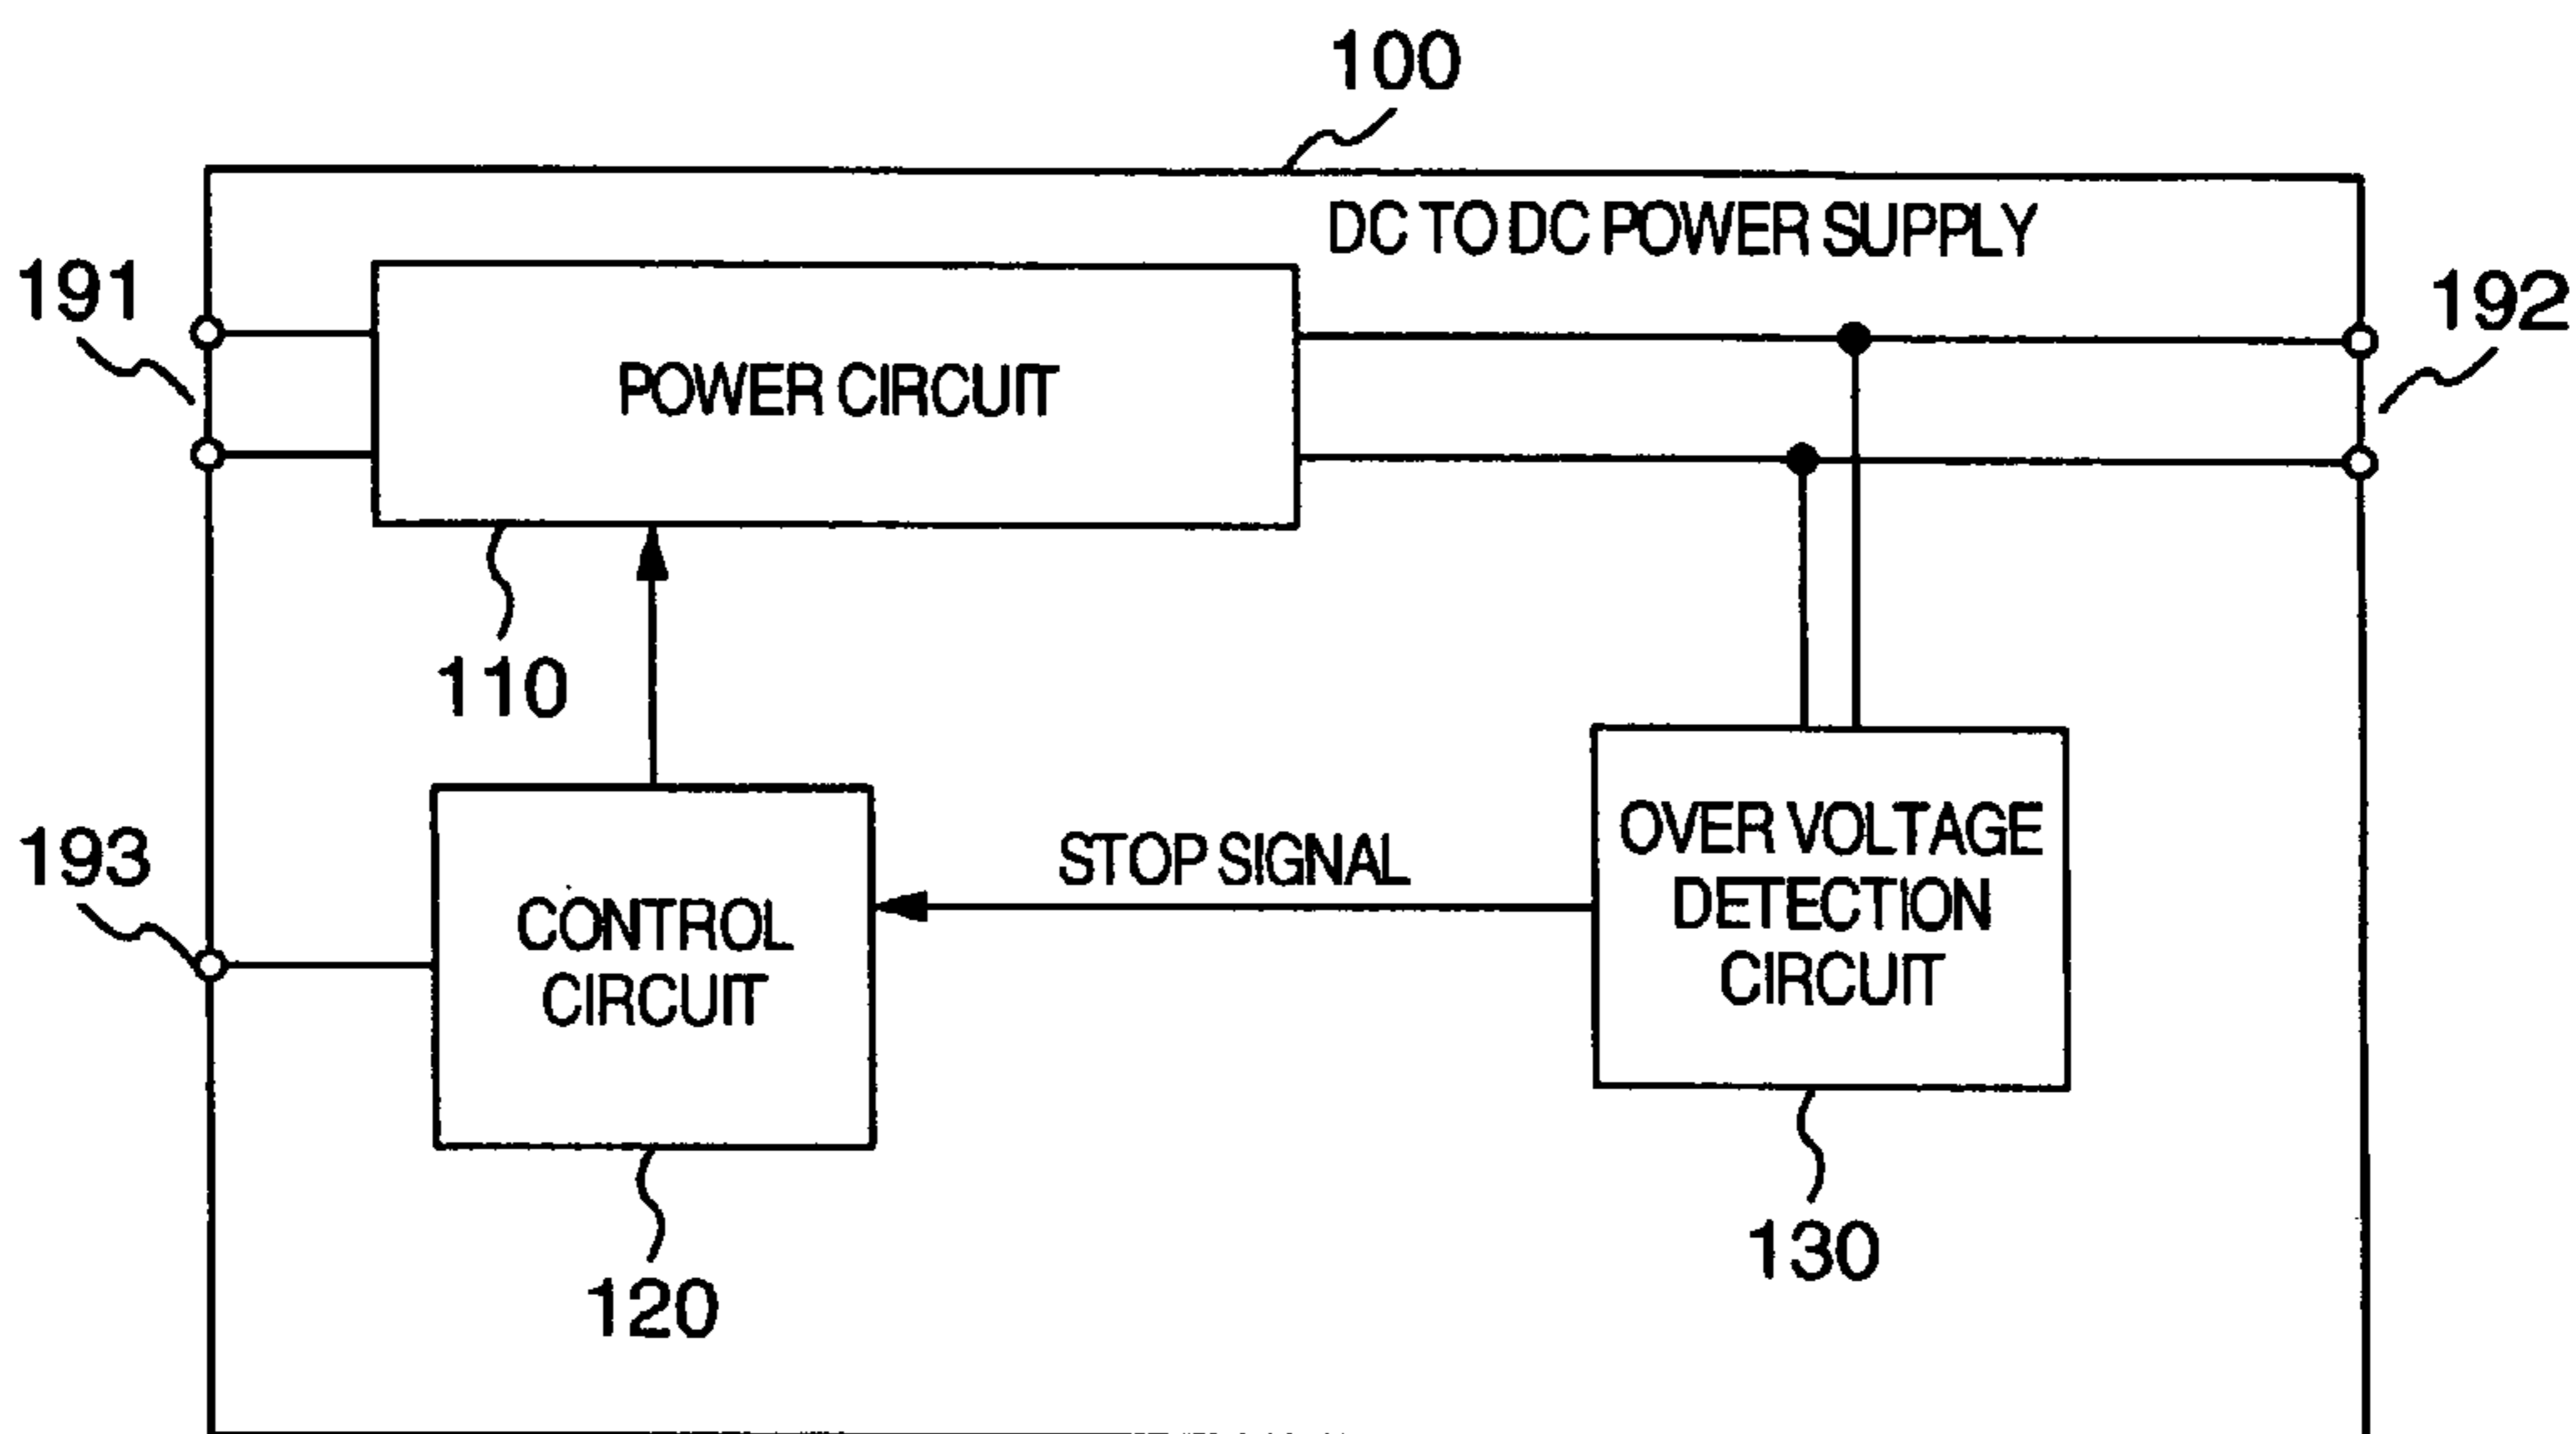 100
DC TO DC POWER SUPPLY
191
192
POWER CIRCUIT
110
193
STOP SIGNAL
OVER VOLTAGE
DETECTION
CIRCUIT
CONTROL
CIRCUIT
130
120